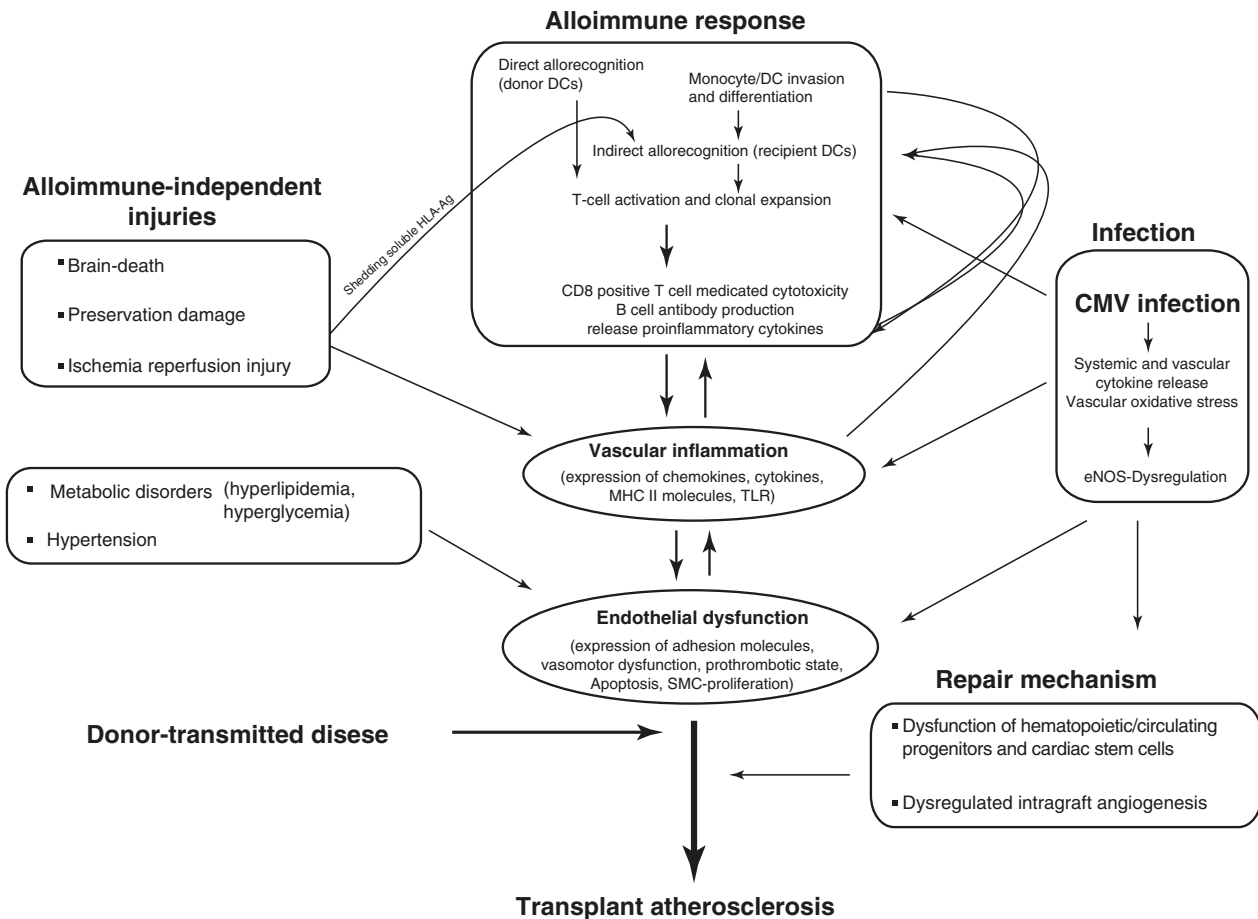 Alloimmune response
Direct allorecognition
(donor DCs)
Monocyte/DC invasion
and differentiation
Indirect allorecognition (recipient DCs)
T-cell activation and clonal expansion
CD8 positive T cell medicated cytotoxicity
B cell antibody production
release proinflammatory cytokines
Alloimmune-independent
injuries
Brain-death
Preservation damage
Ischemia reperfusion injury
Shedding soluble HLA-Ag
Infection
CMV infection
Systemic and vascular
cytokine release
Vascular oxidative stress
eNOS-Dysregulation
Vascular inflammation
(expression of chemokines, cytokines,
MHC II molecules, TLR)
Metabolic disorders (hyperlipidemia,
hyperglycemia)
Hypertension
Endothelial dysfunction
(expression of adhesion molecules,
vasomotor dysfunction, prothrombotic state,
Apoptosis, SMC-proliferation)
Repair mechanism
Dysfunction of hematopoietic/circulating
progenitors and cardiac stem cells
Dysregulated intragraft angiogenesis
Donor-transmitted disese
Transplant atherosclerosis